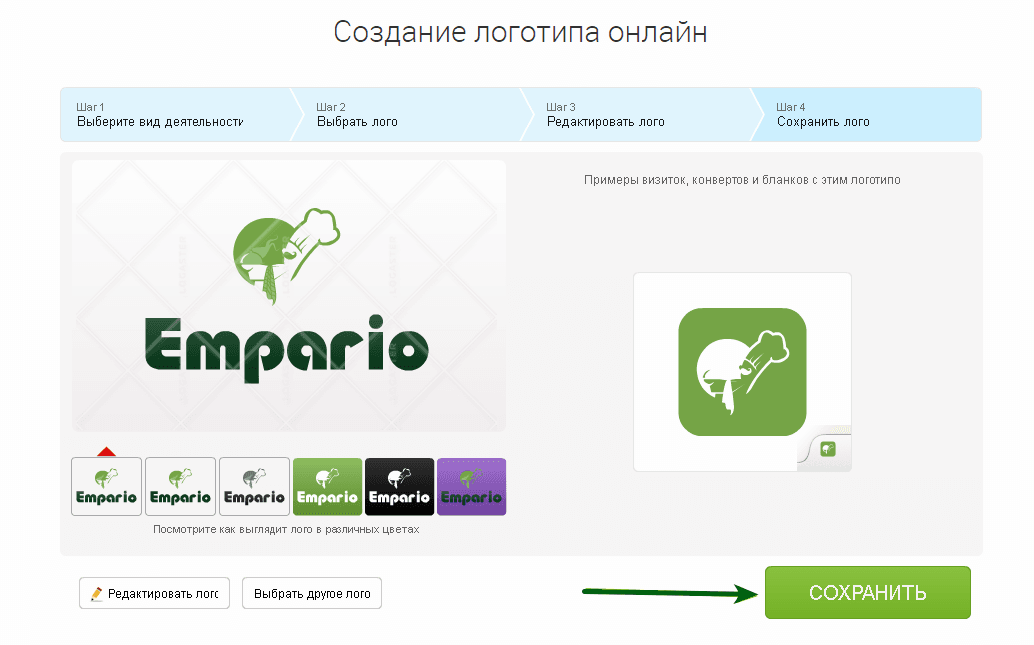 Создание логотипа онлайн
Шаг 1
Выберите вид деятельности
Шаг 2
Выбрать лого
Шаг 3
Редактировать лого
Шаг 4
Сохранить лого
Примеры визиток, конвертов и бланков с этим логотипо
Empario
Empario
Empario
Empario
Empario
Empario
Empario
Посмотрите как выглядит лого в различных цветах
Редактировать лого
Выбрать другое лого
СОХРАНИТЬ